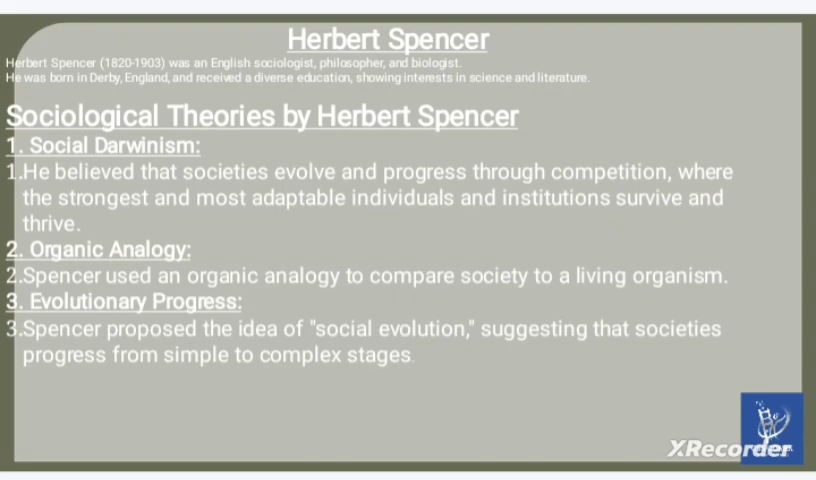 Herbert Spencer
Herbert Spencer (1820-1903) was an English sociologist, philosopher, and biologist.
He was born in Derby, England, and received a diverse education, showing interests in science and literature.
Sociological Theories by Herbert Spencer
1. Social Darwinism:
1.He believed that societies evolve and progress through competition, where
the strongest and most adaptable individuals and institutions survive and
thrive.
2. Organic Analogy:
2.Spencer used an organic analogy to compare society to a living organism.
3. Evolutionary Progress:
3.Spencer proposed the idea of "social evolution," suggesting that societies
progress from simple to complex stages.
XRecorder